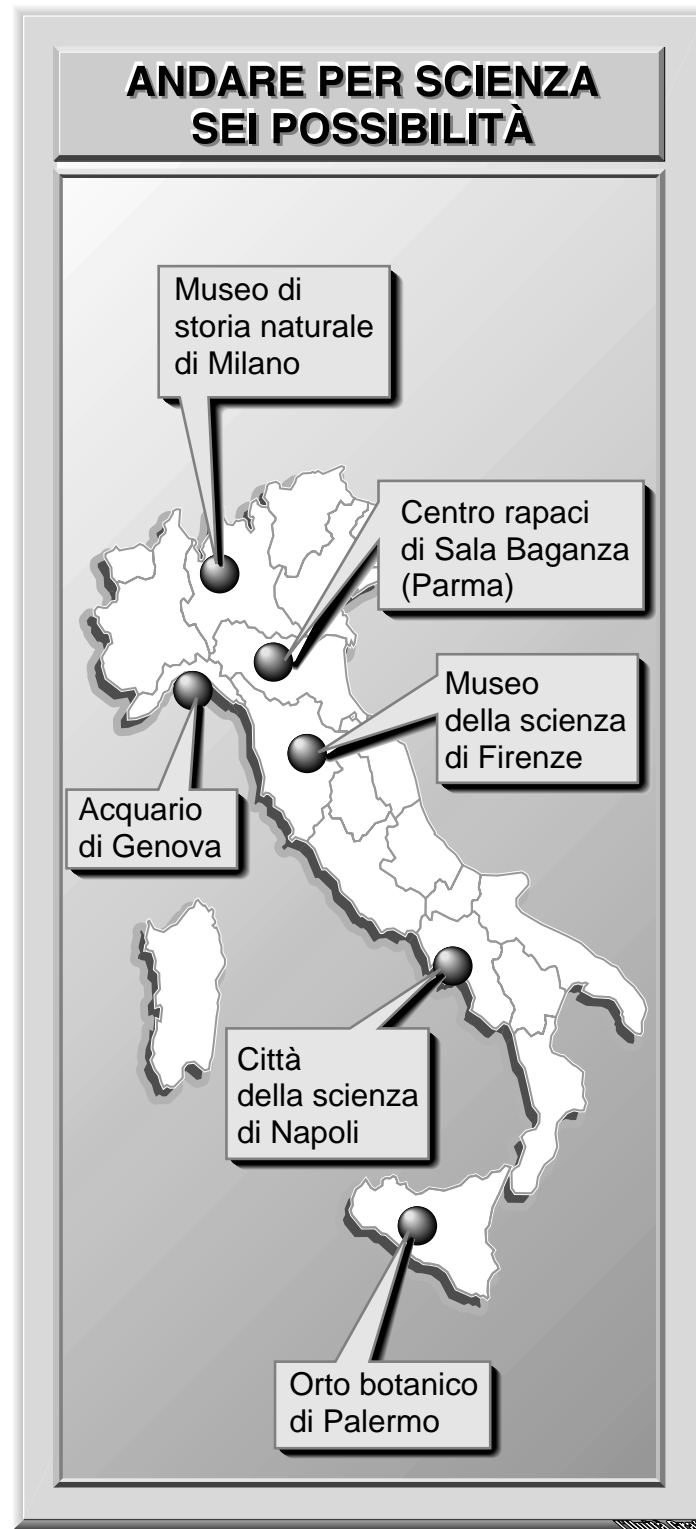 ANDARE PER SCIENZA
SEI POSSIBILITÀ
Museo di
storia naturale
di Milano
Centro rapaci
di Sala Baganza
(Parma)
Museo
della scienza
di Firenze
Acquario
di Genova
Città
della scienza
di Napoli
Orto botanico
di Palermo